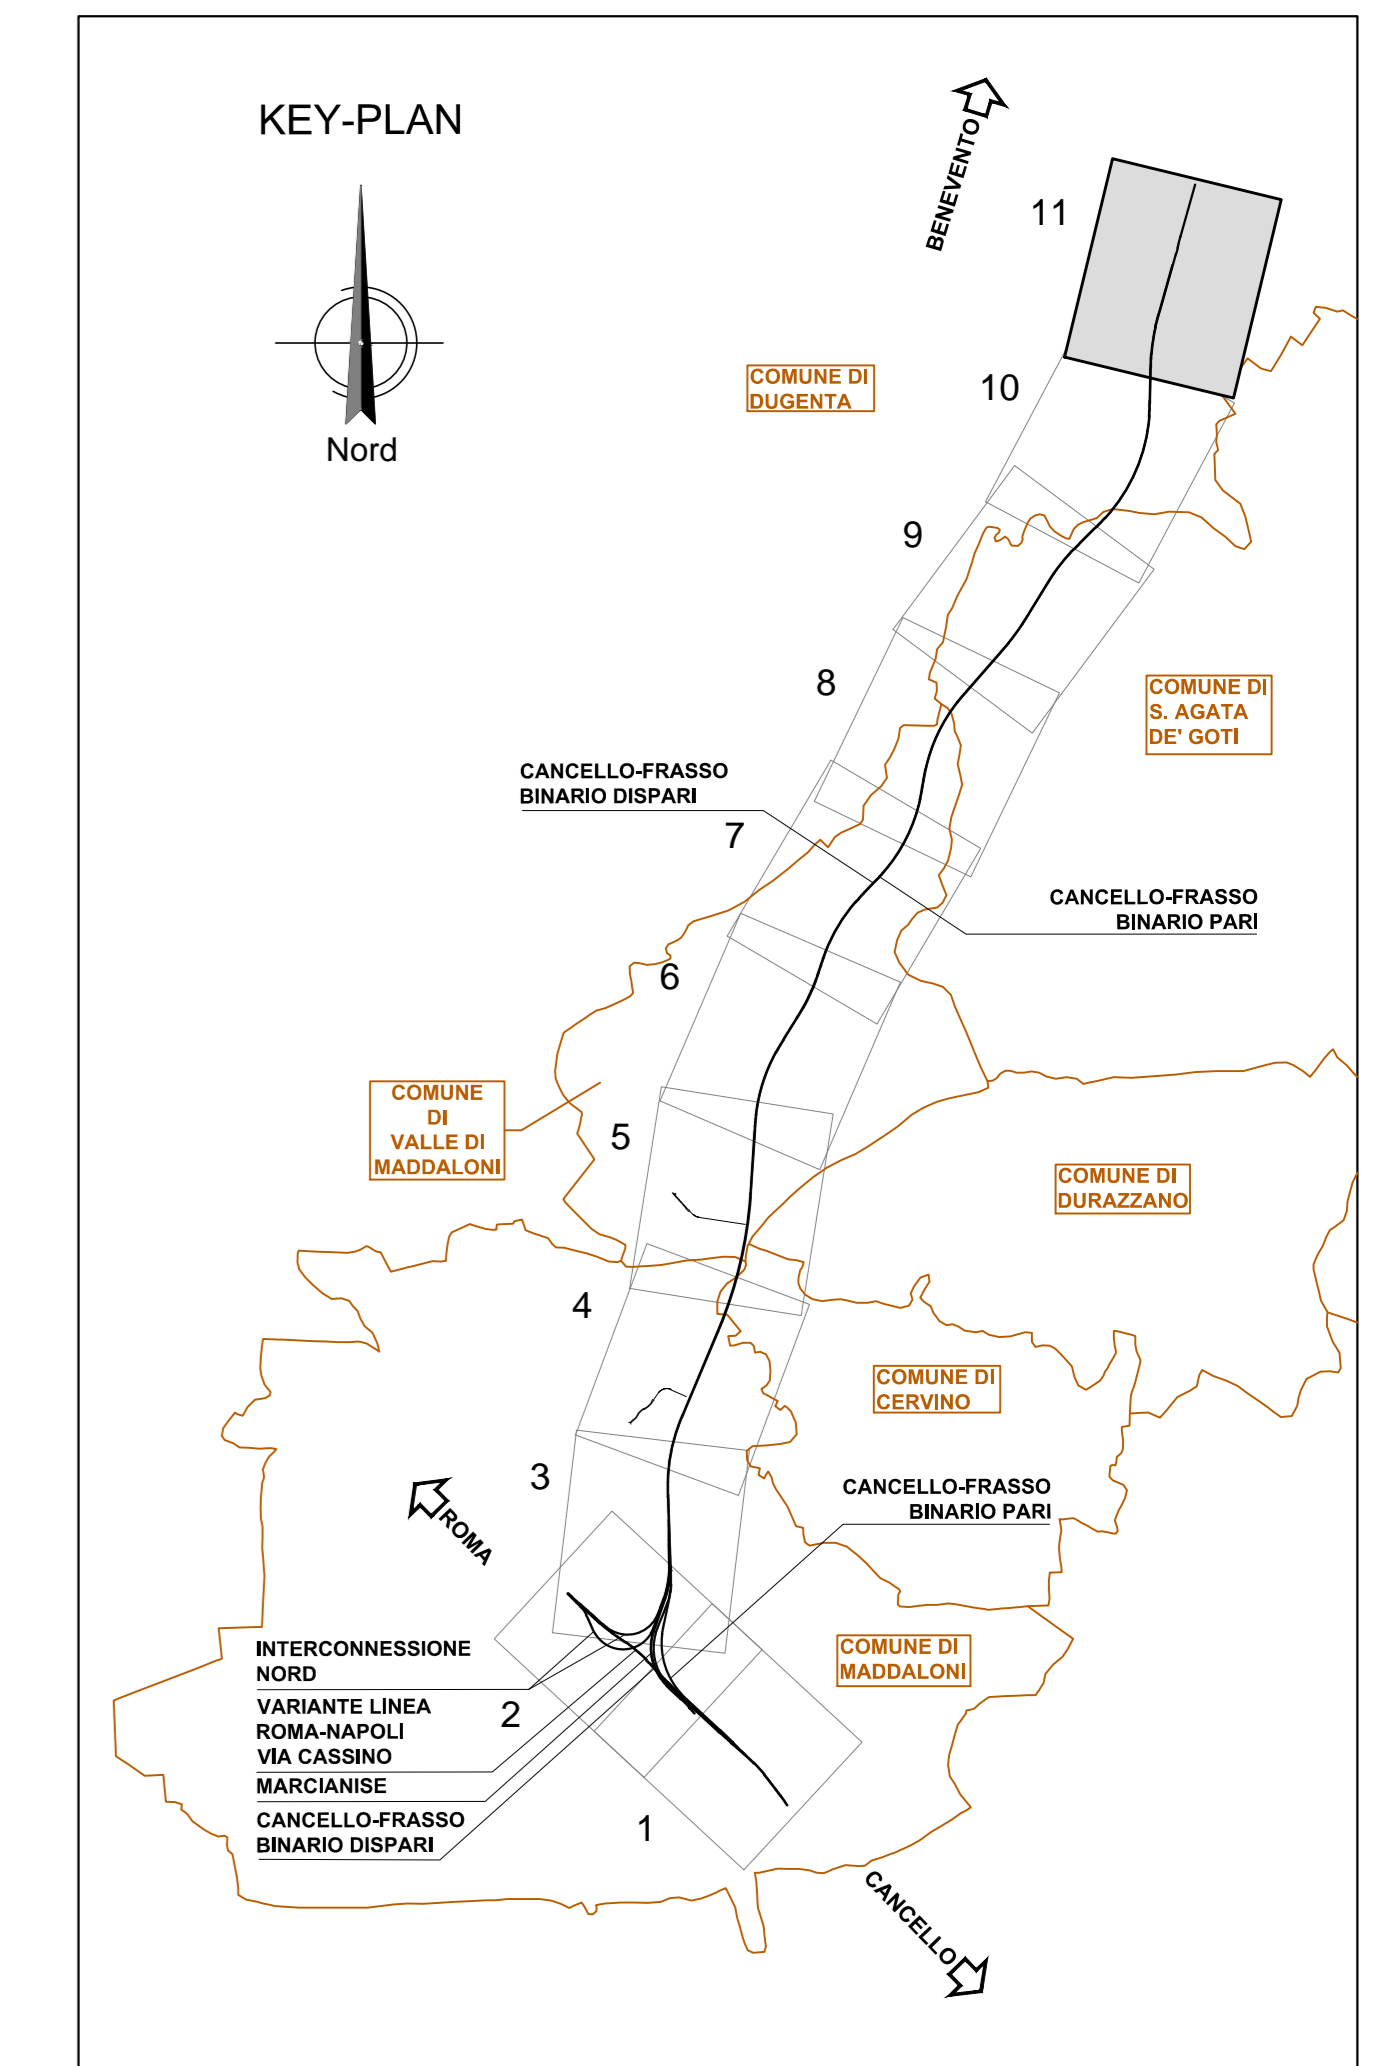 KEY-PLAN
Nord
BENEVENTO
11
COMUNE DI
DUGENTA
10
9
8
COMUNE DI
S. AGATA
DE' GOTI
CANCELLO-FRASSO
BINARIO DISPARI
7
CANCELLO-FRASSO
BINARIO PARI
6
COMUNE
DI
VALLE DI
MADDALONI
5
COMUNE DI
DURAZZANO
4
COMUNE DI
CERVINO
3
CANCELLO-FRASSO
BINARIO PARI
ROMA
COMUNE DI
MADDALONI
INTERCONNESSIONE
NORD
2
VARIANTE LINEA
ROMA-NAPOLI
VIA CASSINO
MARCIANISE
CANCELLO-FRASSO
BINARIO DISPARI
1
CANCELLO